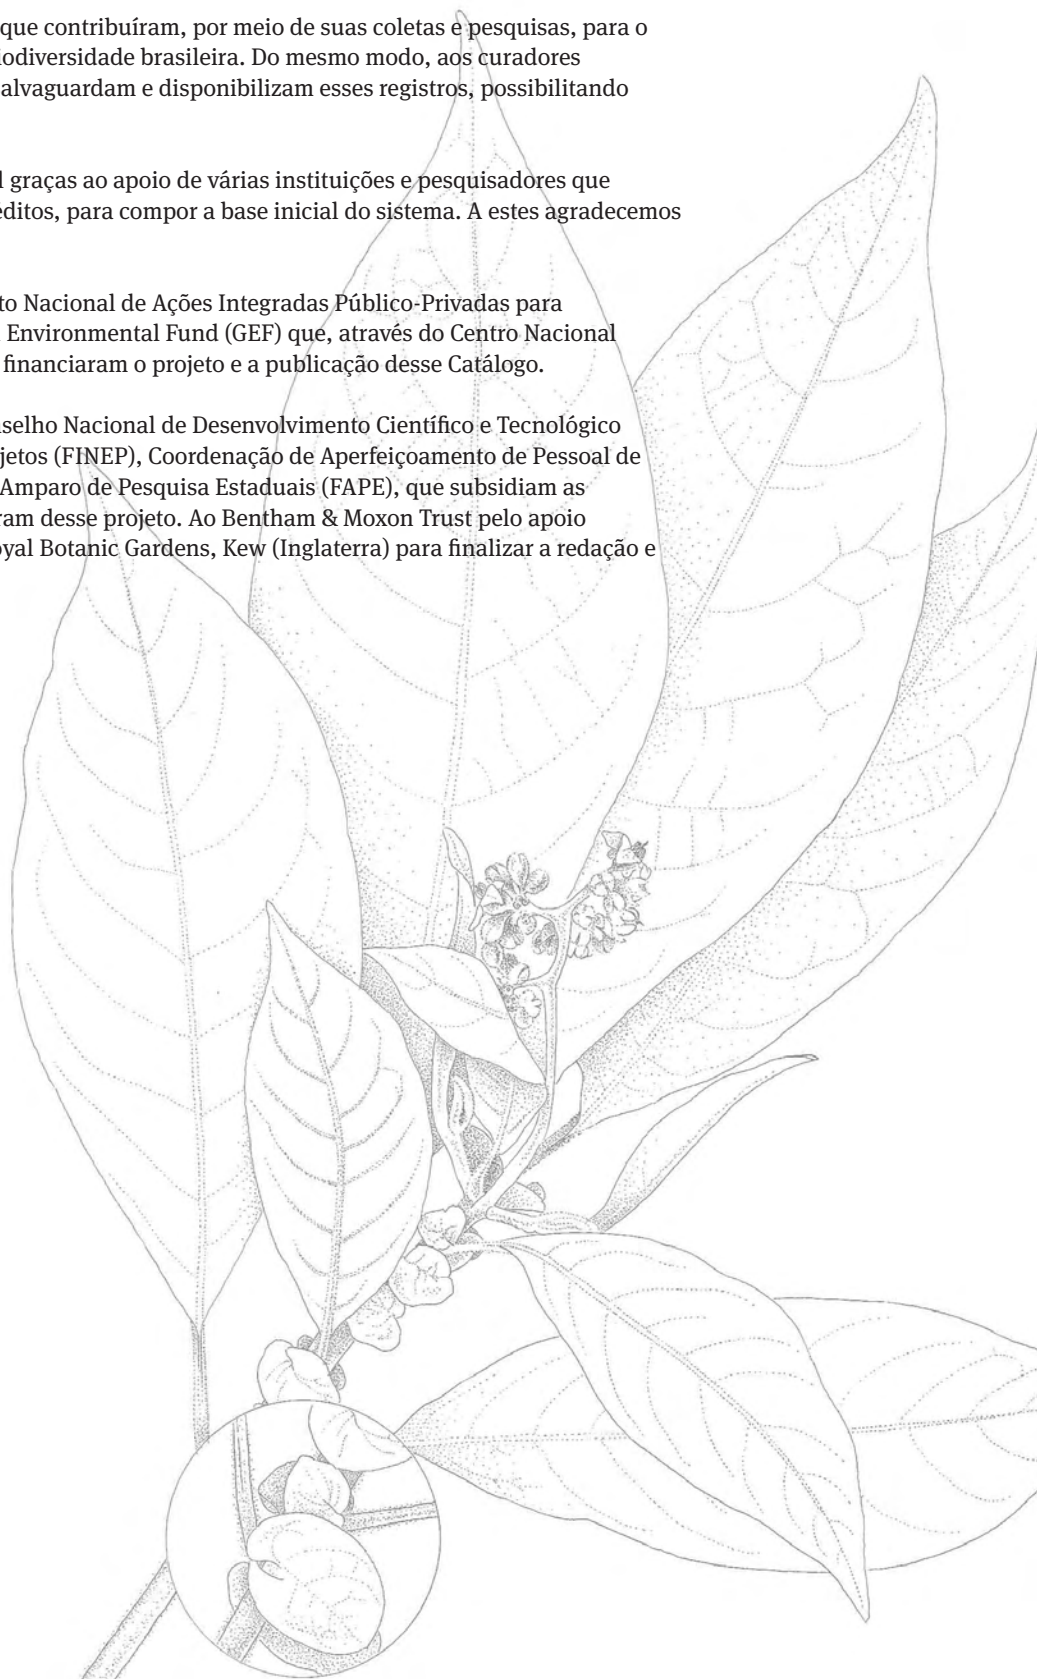 que contribuíram, por meio de suas coletas e pesquisas, para o
iodiversidade brasileira. Do mesmo modo, aos curadores
alvaguardam e disponibilizam esses registros, possibilitando
l graças ao apoio de várias instituições e pesquisadores que
éditos, para compor a base inicial do sistema. A estes agradecemos
to Nacional de Ações Integradas Público-Privadas para
Environmental Fund (GEF) que, através do Centro Nacional
financiaram o projeto e a publicação desse Catálogo.
nselho Nacional de Desenvolvimento Científico e Tecnológico
jetos (FINEP), Coordenação de Aperfeiçoamento de Pessoal de
Amparo de Pesquisa Estaduais (FAPE), que subsidiam as
ram desse projeto. Ao Bentham & Moxon Trust pelo apoio
oyal Botanic Gardens, Kew (Inglaterra) para finalizar a redação e